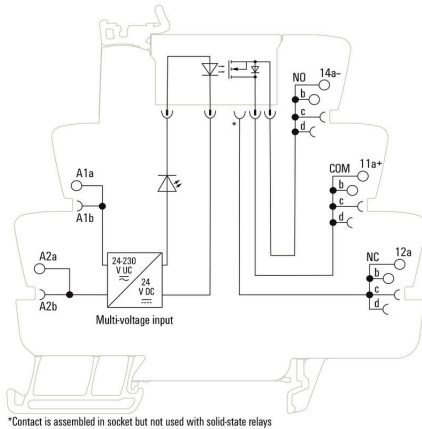 NO
14a–
b
c
d
*
COM
11a+
b
c
d
A1a
A1b
NC
12a
b
c
d
A2a
A2b
24-230
V UC
24
V DC
Multi-voltage input
*Contact is assembled in socket but not used with solid-state relays